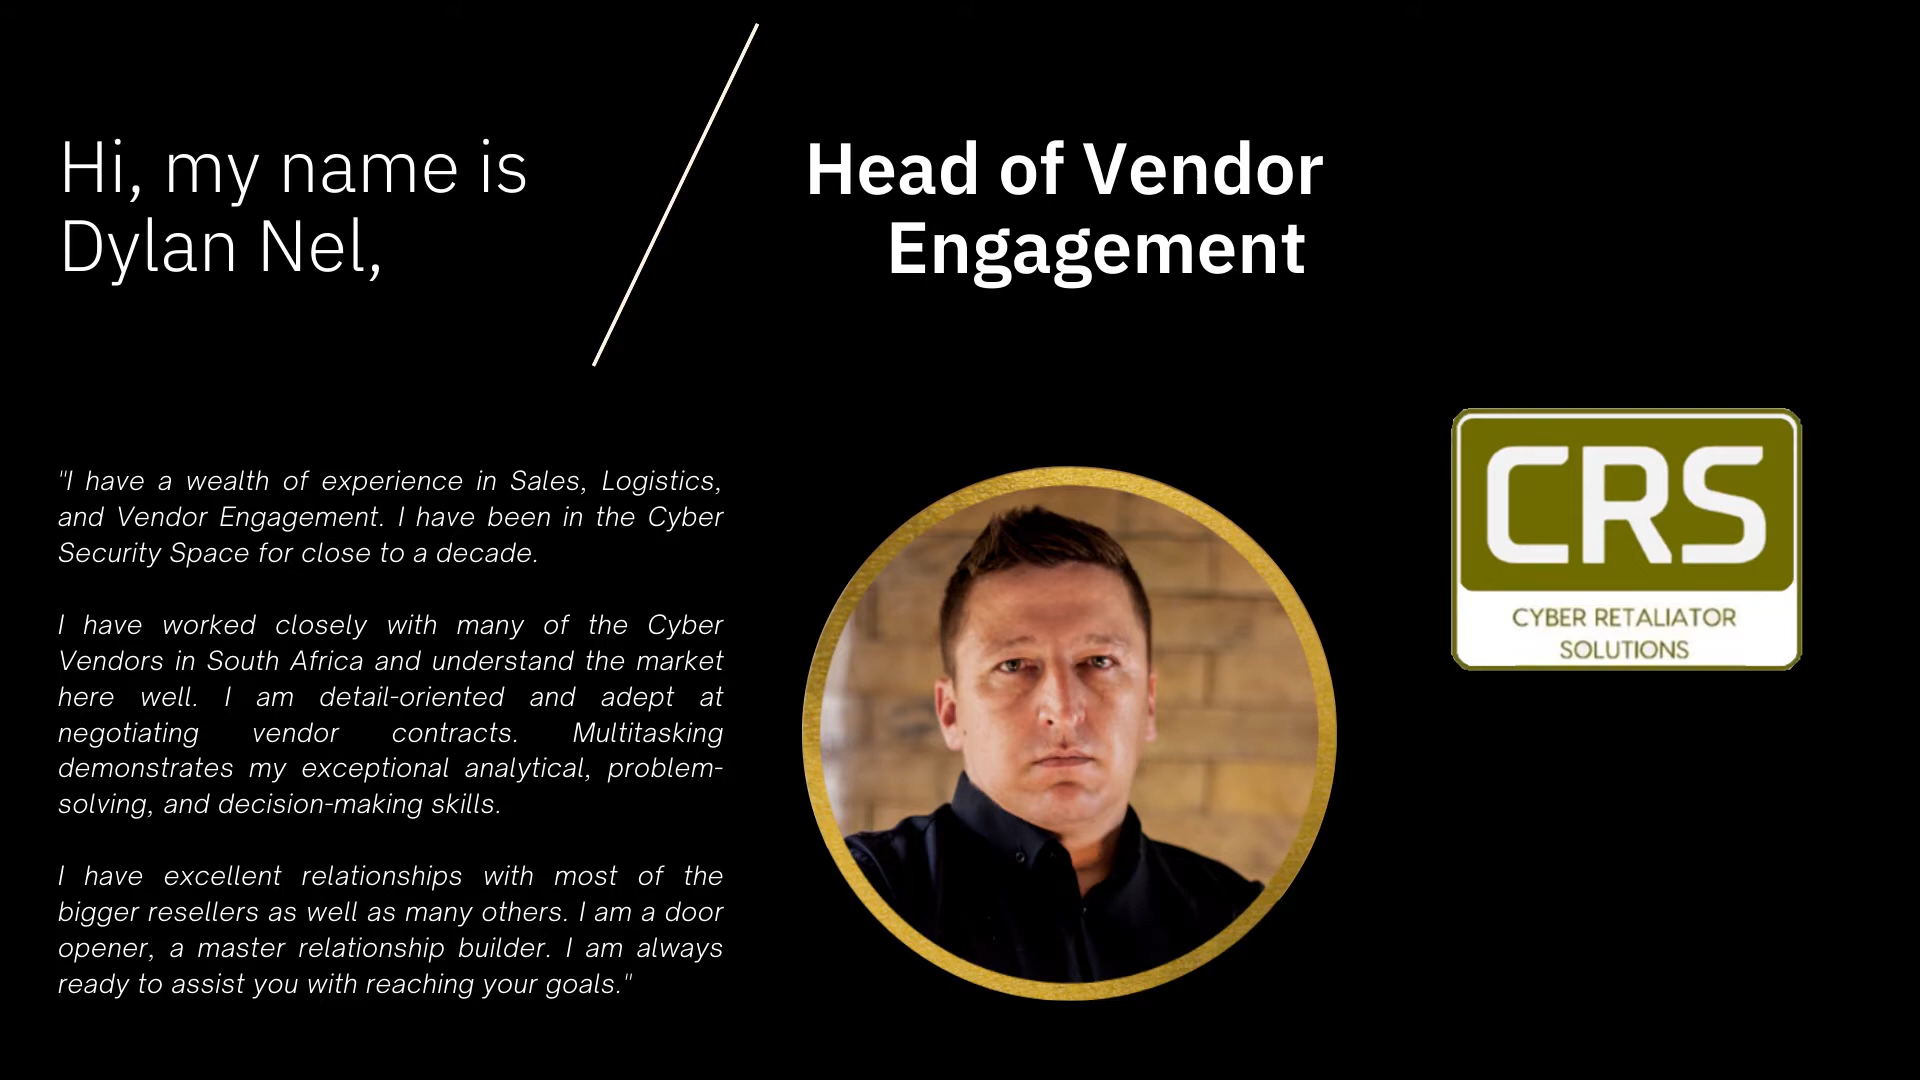 Hi, my name is
Dylan Nel,
Head of Vendor
Engagement
"I have a wealth of experience in Sales, Logistics,
and Vendor Engagement. I have been in the Cyber
Security Space for close to a decade.
I have worked closely with many of the Cyber
Vendors in South Africa and understand the market
here well. I am detail-oriented and adept at
negotiating vendor contracts. Multitasking
demonstrates my exceptional analytical, problem-
solving, and decision-making skills.
I have excellent relationships with most of the
bigger resellers as well as many others. I am a door
opener, a master relationship builder. I am always
ready to assist you with reaching your goals."
CRS
CYBER RETALIATOR
SOLUTIONS